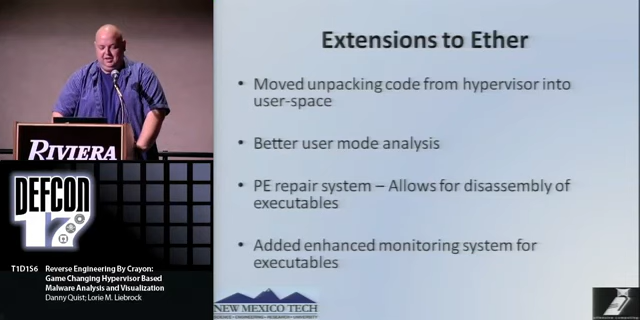 Extensions to Ether
• Moved unpacking code from hypervisor into
user-space
• Better user mode analysis
• PE repair system – Allows for disassembly of
executables
• Added enhanced monitoring system for
executables
RIVIERA
DEFCON
17
T1D1S6 Reverse Engineering By Crayon:
Game Changing Hypervisor Based
Malware Analysis and Visualization
Danny Quist; Lorie M. Liebrock
NEW MEXICO TECH